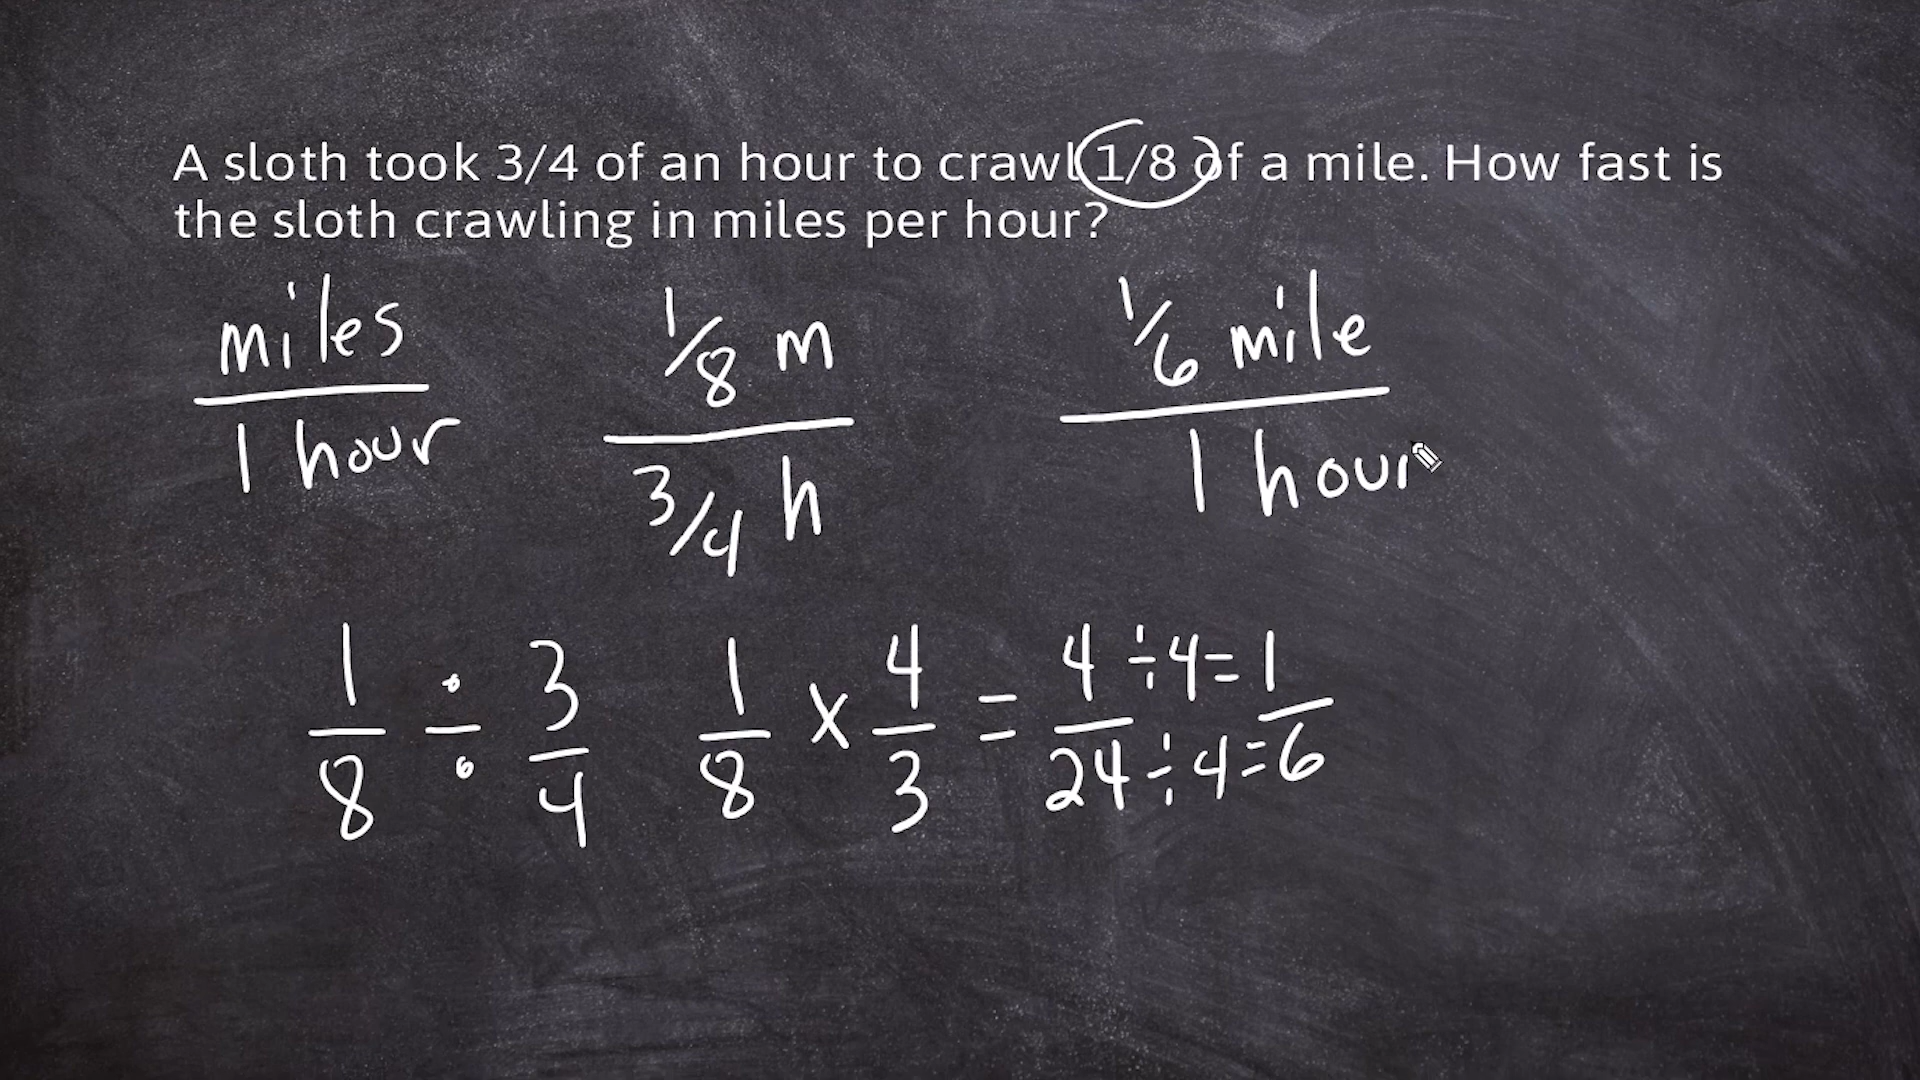 A sloth took 3/4 of an hour to crawl 1/8 of a mile. How fast is
the sloth crawling in miles per hour?
miles
1 hour
1/8 m
3/4 h
1/6 mile
1 hour
1/8 ÷ 3/4
1/8 x 4/3 = 4/24 ÷4=1 ÷4=6